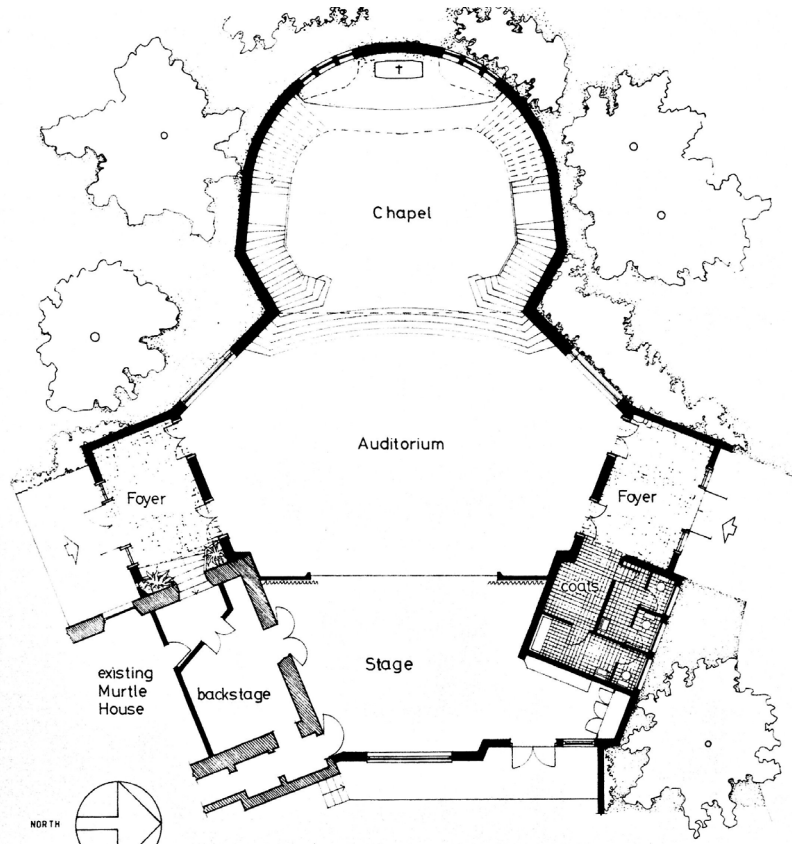 Chapel
Auditorium
Foyer
Foyer
coats
Stage
existing
Murtle
House
backstage
NORTH